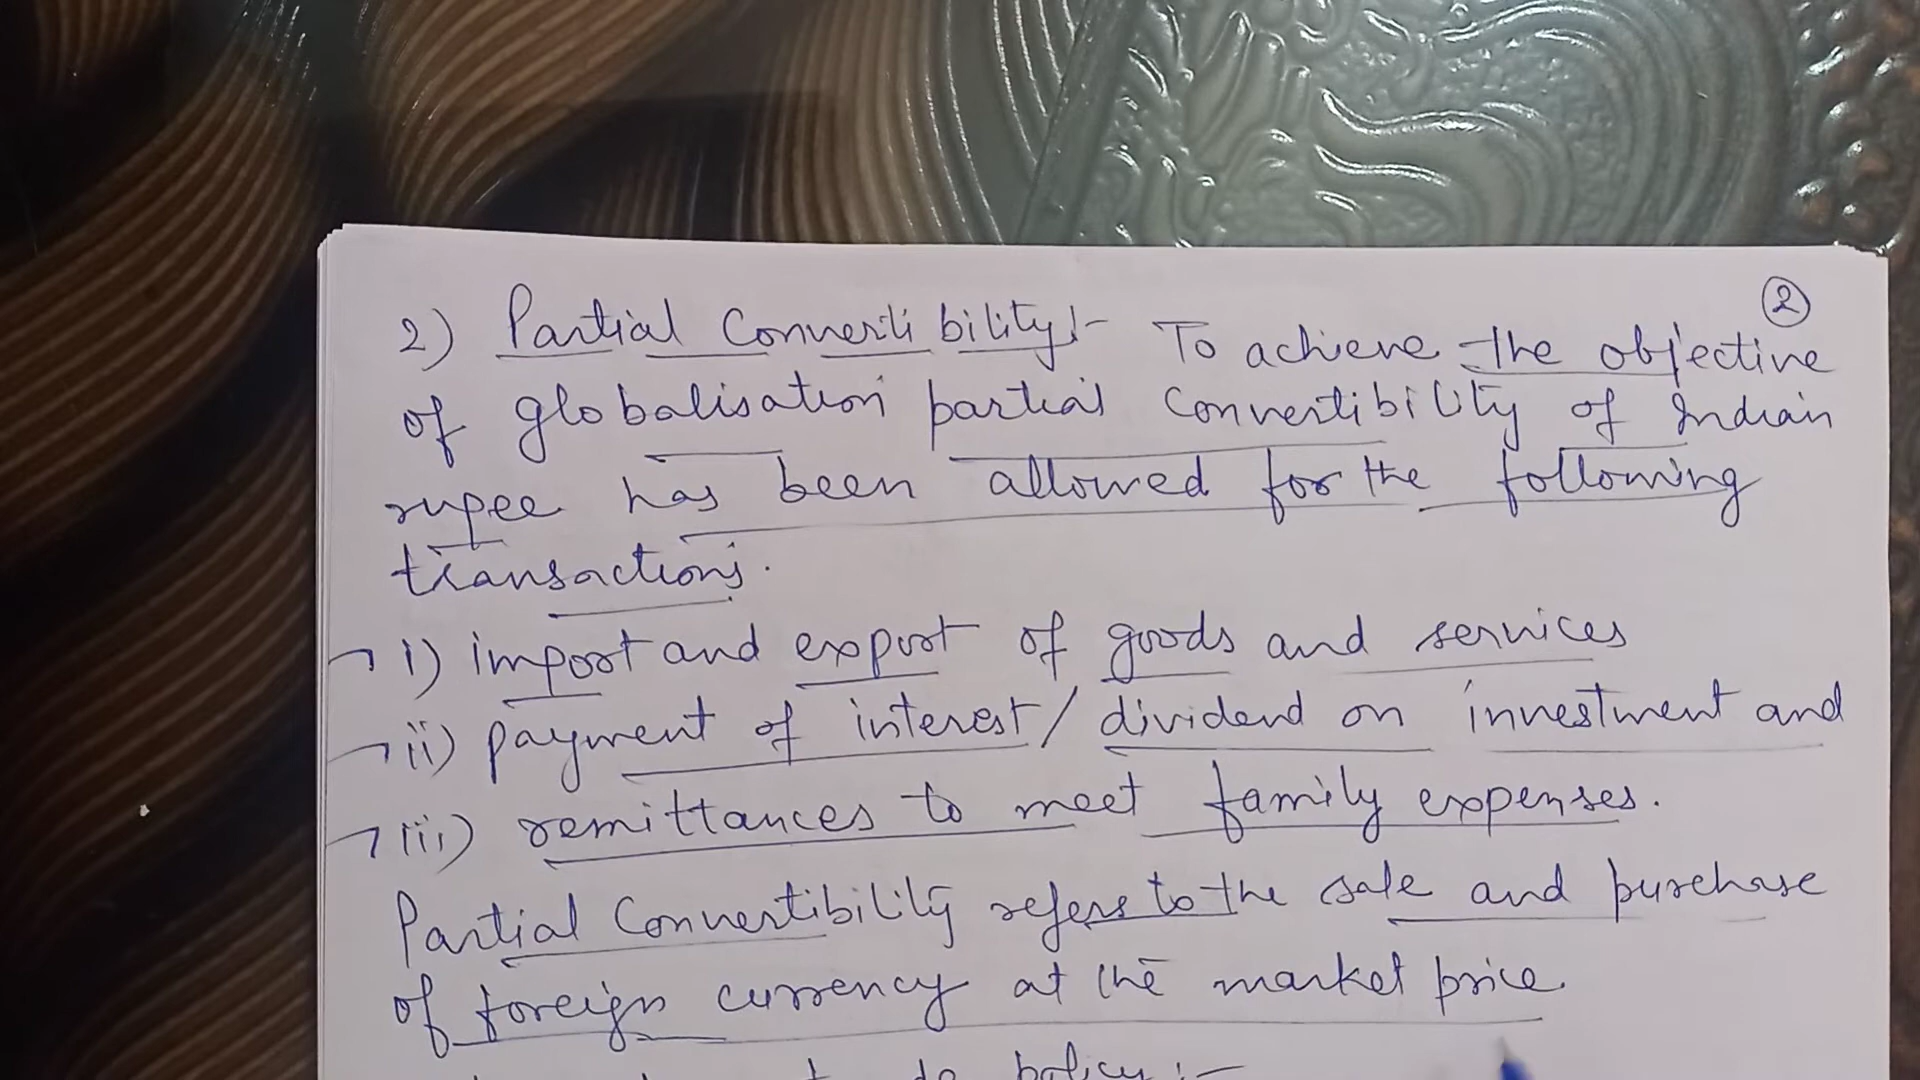 ②
2) Partial Convertibility:- To achieve the objective
of globalisation partial convertibility of Indian
rupee has been allowed for the following
transactions.
i) import and export of goods and services
ii) payment of interest/dividend on investment and
iii) remittances to meet family expenses.
Partial Convertibility refers to the sale and purchase
of foreign currency at the market price.
policy:-